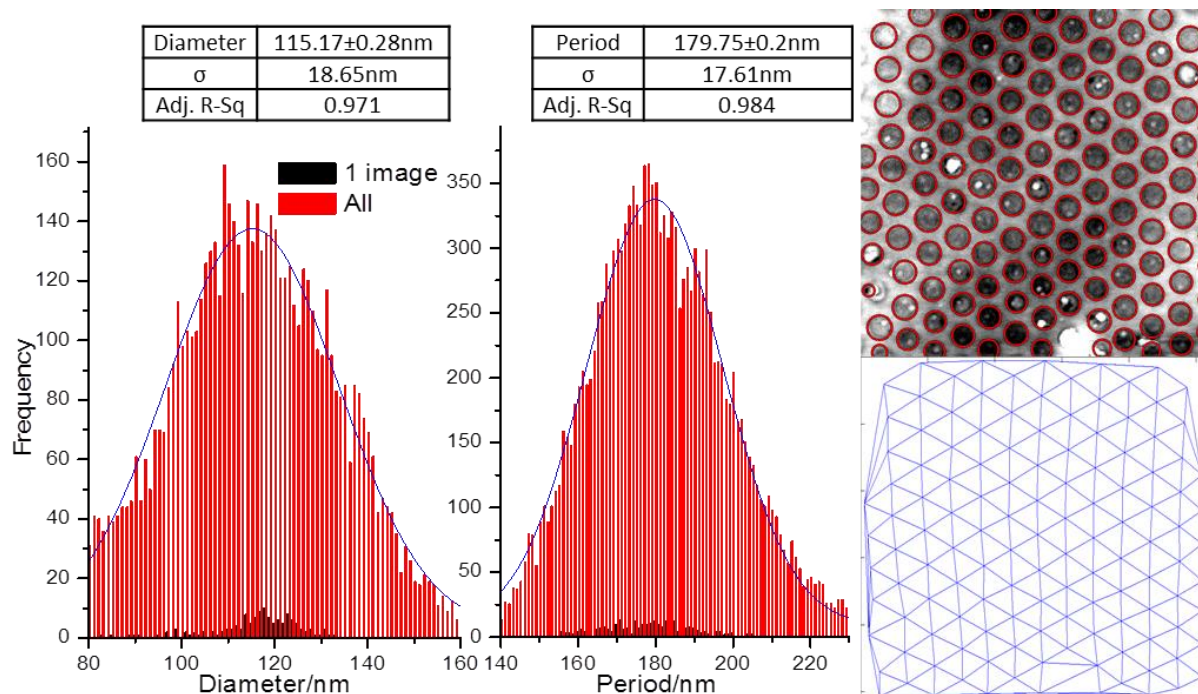 Diameter 115.17±0.28nm
σ 18.65nm
Adj. R-Sq 0.971
Period 179.75±0.2nm
σ 17.61nm
Adj. R-Sq 0.984
1 image
All
Frequency
160
140
120
100
80
60
40
20
0
80 100 120 140 160
Diameter/nm
350
300
250
200
150
100
50
0
140 160 180 200 220
Period/nm